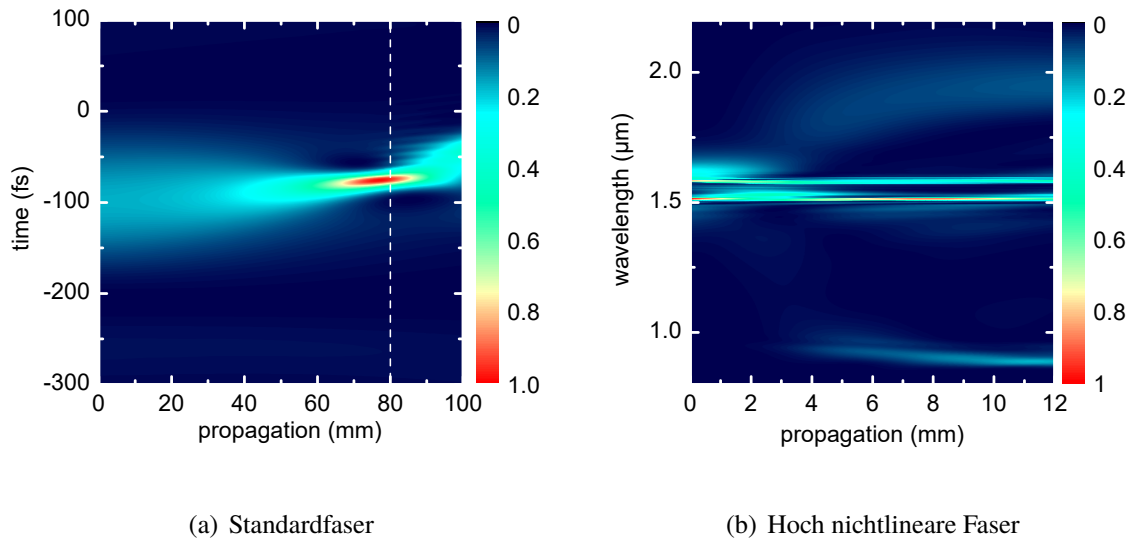 100
0
-100
-200
-300
time (fs)
0 20 40 60 80 100
propagation (mm)
0
0.2
0.4
0.6
0.8
1.0
2.0
1.5
1.0
wavelength (μm)
0 2 4 6 8 10 12
propagation (mm)
0
0.2
0.4
0.6
0.8
1
(a) Standardfaser
(b) Hoch nichtlineare Faser